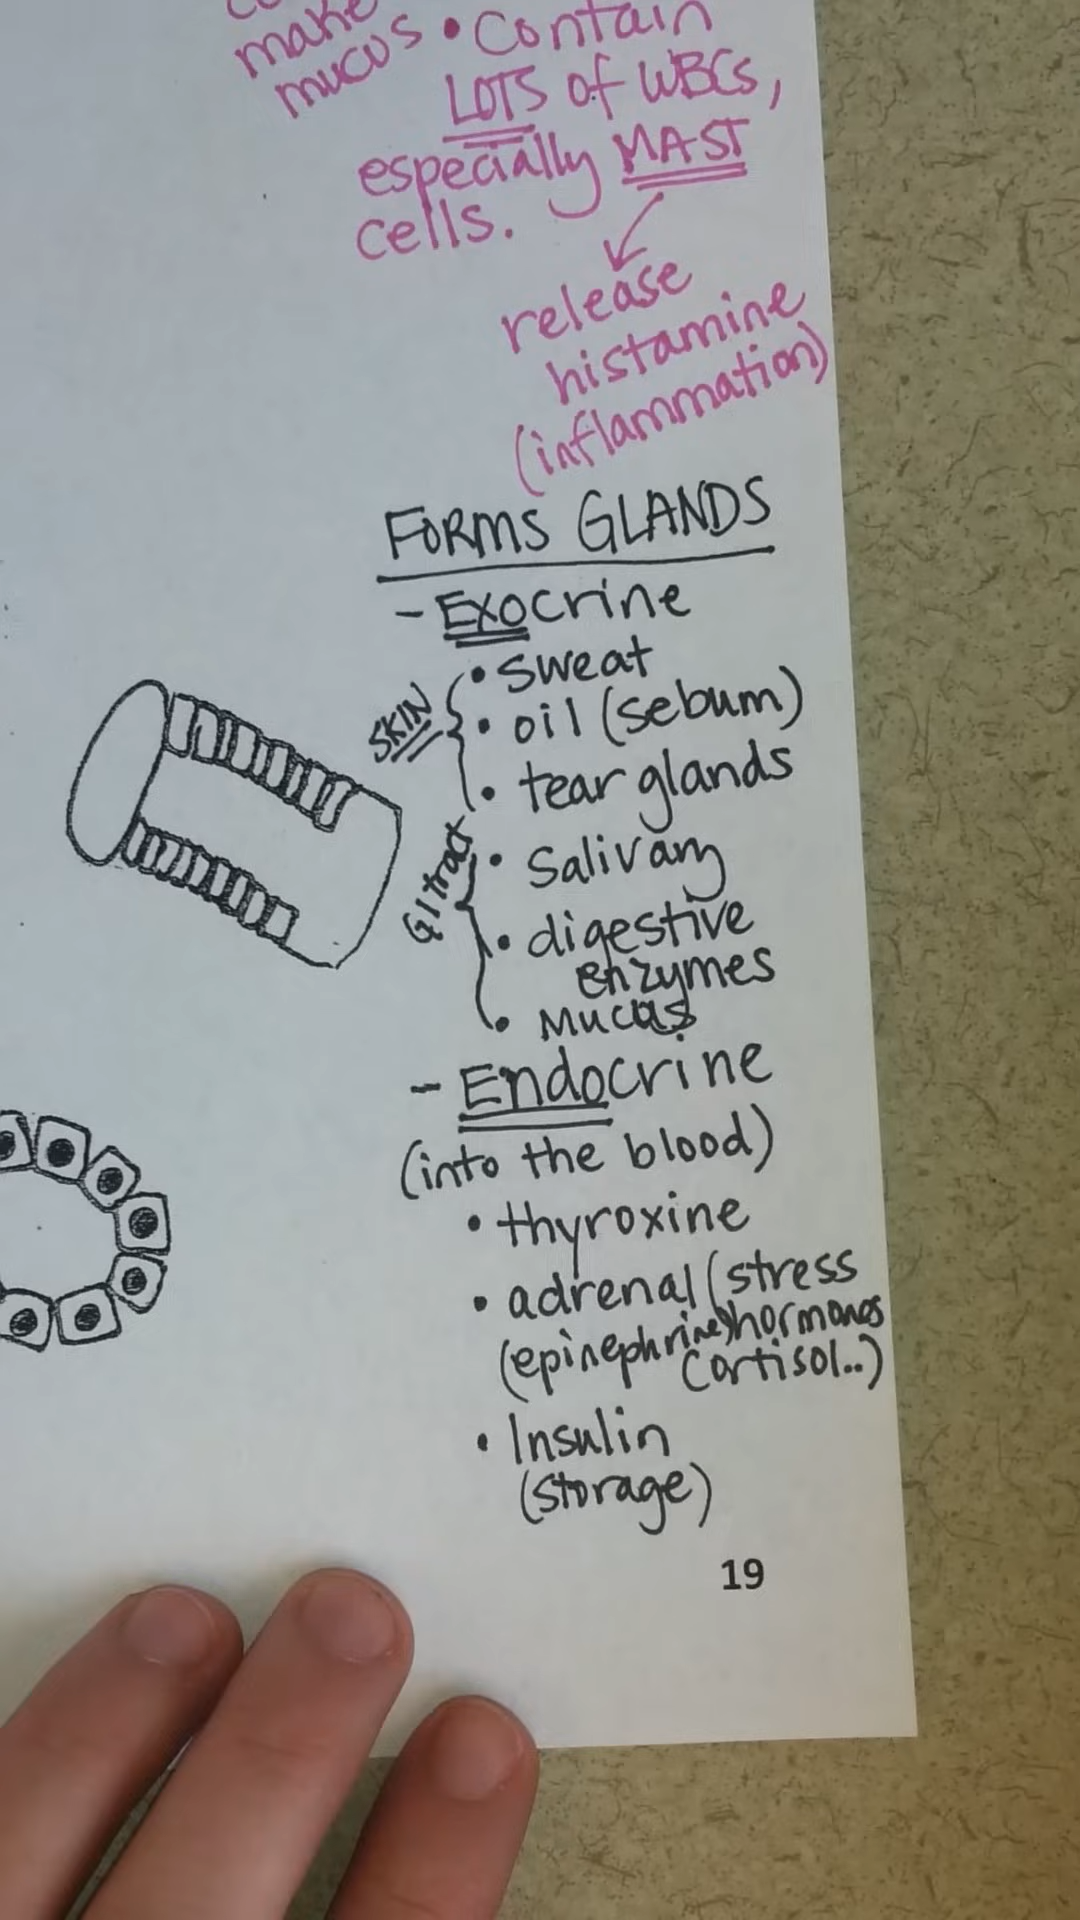 make
mucus
• Contain
LOTS of WBCs,
especially MAST
cells.
release
histamine
(inflammation)
FORMS GLANDS
- Exocrine
SKIN
• sweat
• oil (sebum)
• tear glands
GI tract
• Salivary
• digestive
enzymes
• Mucus
- Endocrine
(into the blood)
• thyroxine
• adrenal (stress
(epinephrine) hormones
Cortisol..)
• Insulin
(storage)
19